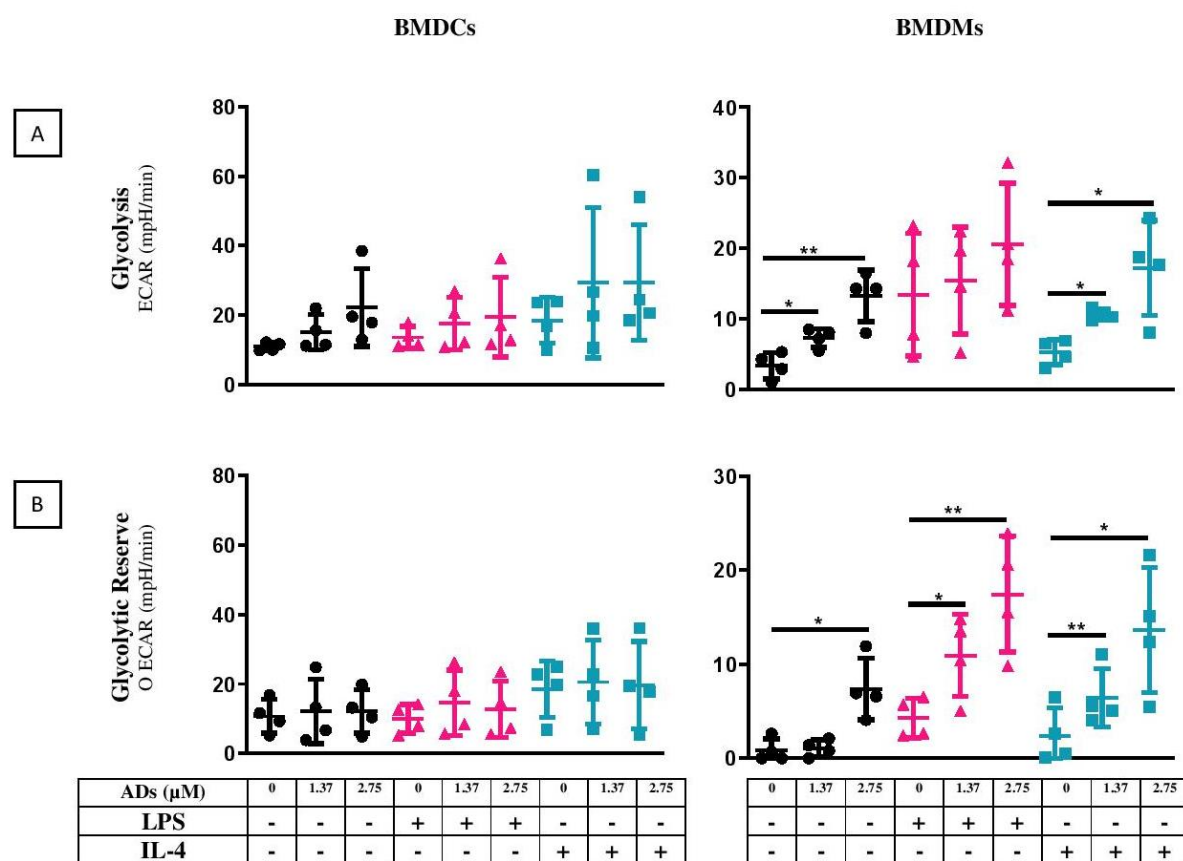 BMDCs BMDMs
A
Glycolysis
ECAR (mpH/min)
80
60
40
20
0
40
30
20
10
0
*
**
*
*
B
Glycolytic Reserve
O ECAR (mpH/min)
80
60
40
20
0
30
20
10
0
*
*
**
**
*
ADs (µM) 0 1.37 2.75 0 1.37 2.75 0 1.37 2.75 0 1.37 2.75 0 1.37 2.75 0 1.37 2.75
LPS - - - + + + - - - - - - + + + - - -
IL-4 - - - - - - + + + - - - - - - + + +